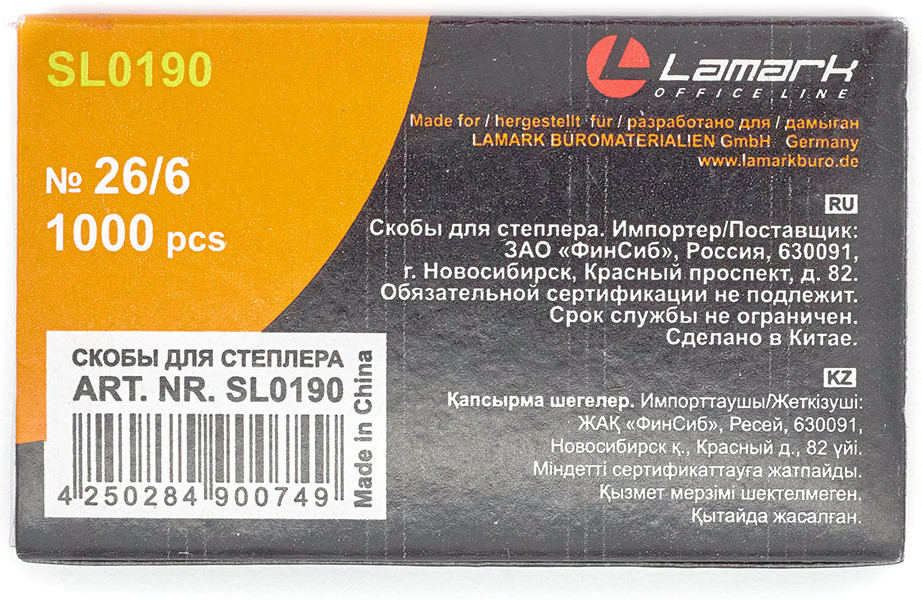 SL0190
№ 26/6
1000 pcs
Lamark
OFFICE LINE
Made for / hergestellt für / разработано для / дамыған
LAMARK BÜROMATERIALIEN GmbH Germany
www.lamarkburo.de
RU
Скобы для степлера. Импортер/Поставщик:
ЗАО «ФинСиб», Россия, 630091,
г. Новосибирск, Красный проспект, д. 82.
Обязательной сертификации не подлежит.
Срок службы не ограничен.
Сделано в Китае.
KZ
Қапсырма шегелер. Импорттаушы/Жеткізуші:
ЖАҚ «ФинСиб», Ресей, 630091,
Новосибирск қ., Красный д., 82 үйі.
Міндетті сертификаттауға жатпайды.
Қызмет мерзімі шектелмеген.
Қытайда жасалған.
СКОБЫ ДЛЯ СТЕПЛЕРА
ART. NR. SL0190
4 250284 900749
Made in China